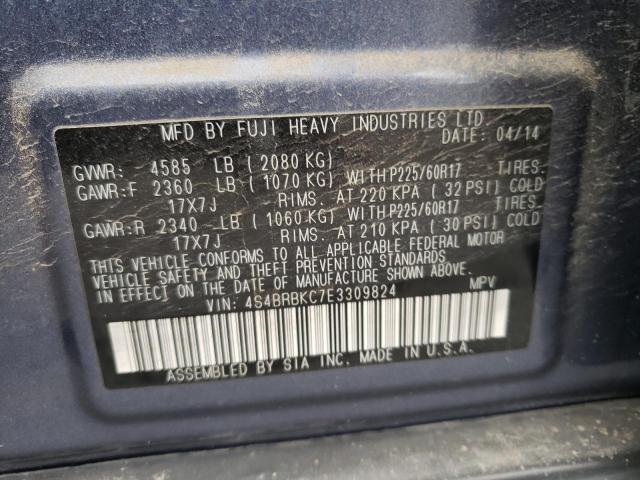 MFD BY FUJI HEAVY INDUSTRIES LTD.
DATE: 04/14
GVWR: 4585 LB (2080 KG)
GAWR:F 2360 LB (1070 KG) WITH P225/60R17 TIRES.
17X7J RIMS. AT 220 KPA (32 PSI) COLD
GAWR:R 2340 LB (1060 KG) WITH P225/60R17 TIRES.
17X7J RIMS. AT 210 KPA (30 PSI) COLD
THIS VEHICLE CONFORMS TO ALL APPLICABLE FEDERAL MOTOR
VEHICLE SAFETY AND THEFT PREVENTION STANDARDS
IN EFFECT ON THE DATE OF MANUFACTURE SHOWN ABOVE.
VIN: 4S4BRBKC7E3309824 MPV
ASSEMBLED BY SIA INC. MADE IN U.S.A.